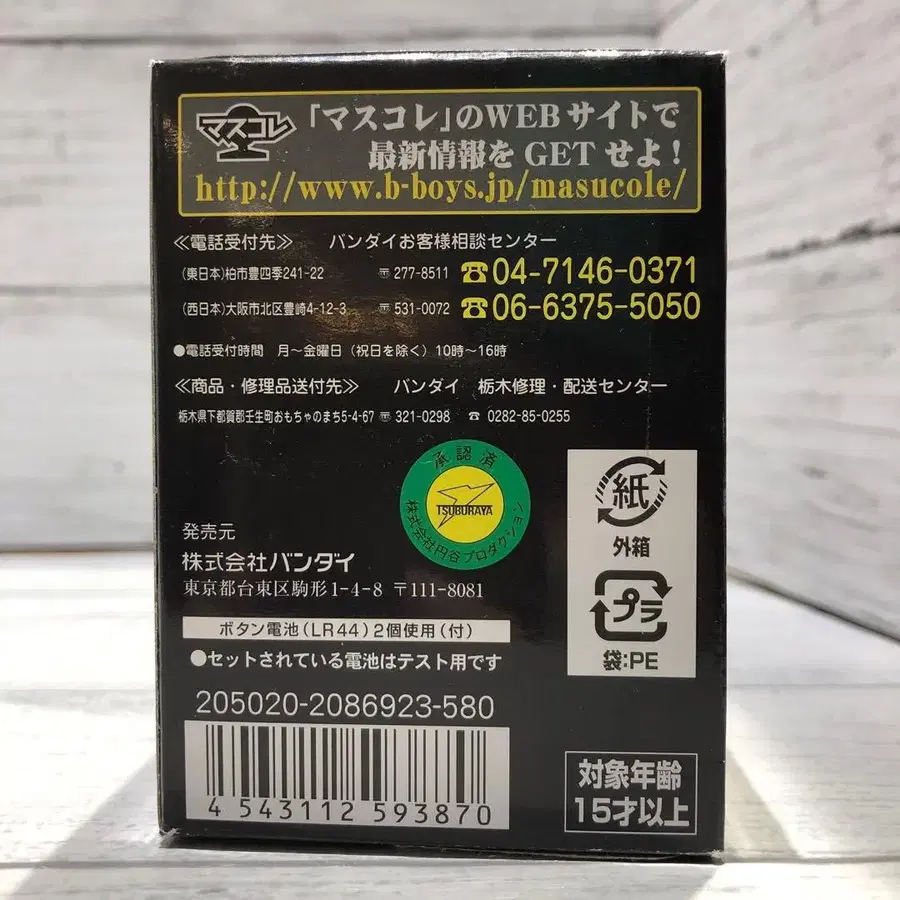 マスコレ
「マスコレ」のWEBサイトで
最新情報をGETせよ!
http://www.b-boys.jp/masucole/
≪電話受付先≫ バンダイお客様相談センター
(東日本)柏市豊四季241-22 〒277-8511 ☎04-7146-0371
(西日本)大阪市北区豊崎4-12-3 〒531-0072 ☎06-6375-5050
●電話受付時間 月〜金曜日(祝日を除く)10時〜16時
≪商品・修理品送付先≫ バンダイ 栃木修理・配送センター
栃木県下都賀郡壬生町おもちゃのまち5-4-67 〒321-0298 ☎ 0282-85-0255
承認済
TSUBURAYA
株式会社円谷プロダクション
紙
外箱
プラ
袋:PE
発売元
株式会社バンダイ
東京都台東区駒形1-4-8 〒111-8081
ボタン電池(LR44)2個使用(付)
●セットされている電池はテスト用です
205020-2086923-580
4 543112 593870
対象年齢
15才以上